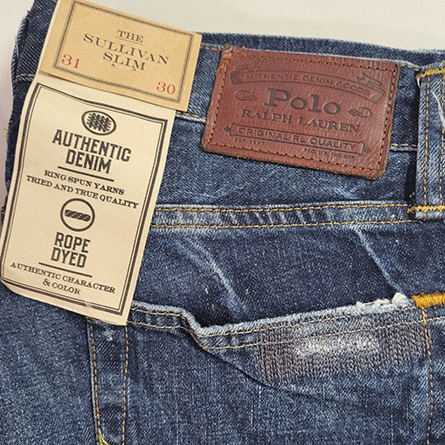 THE
SULLIVAN
SLIM
31 30
AUTHENTIC
DENIM
RING SPUN YARNS
TRIED AND TRUE QUALITY
ROPE
DYED
AUTHENTIC CHARACTER
& COLOR
AUTHENTIC DENIM GOODS
Polo
RALPH LAUREN
ORIGINAL RL QUALITY